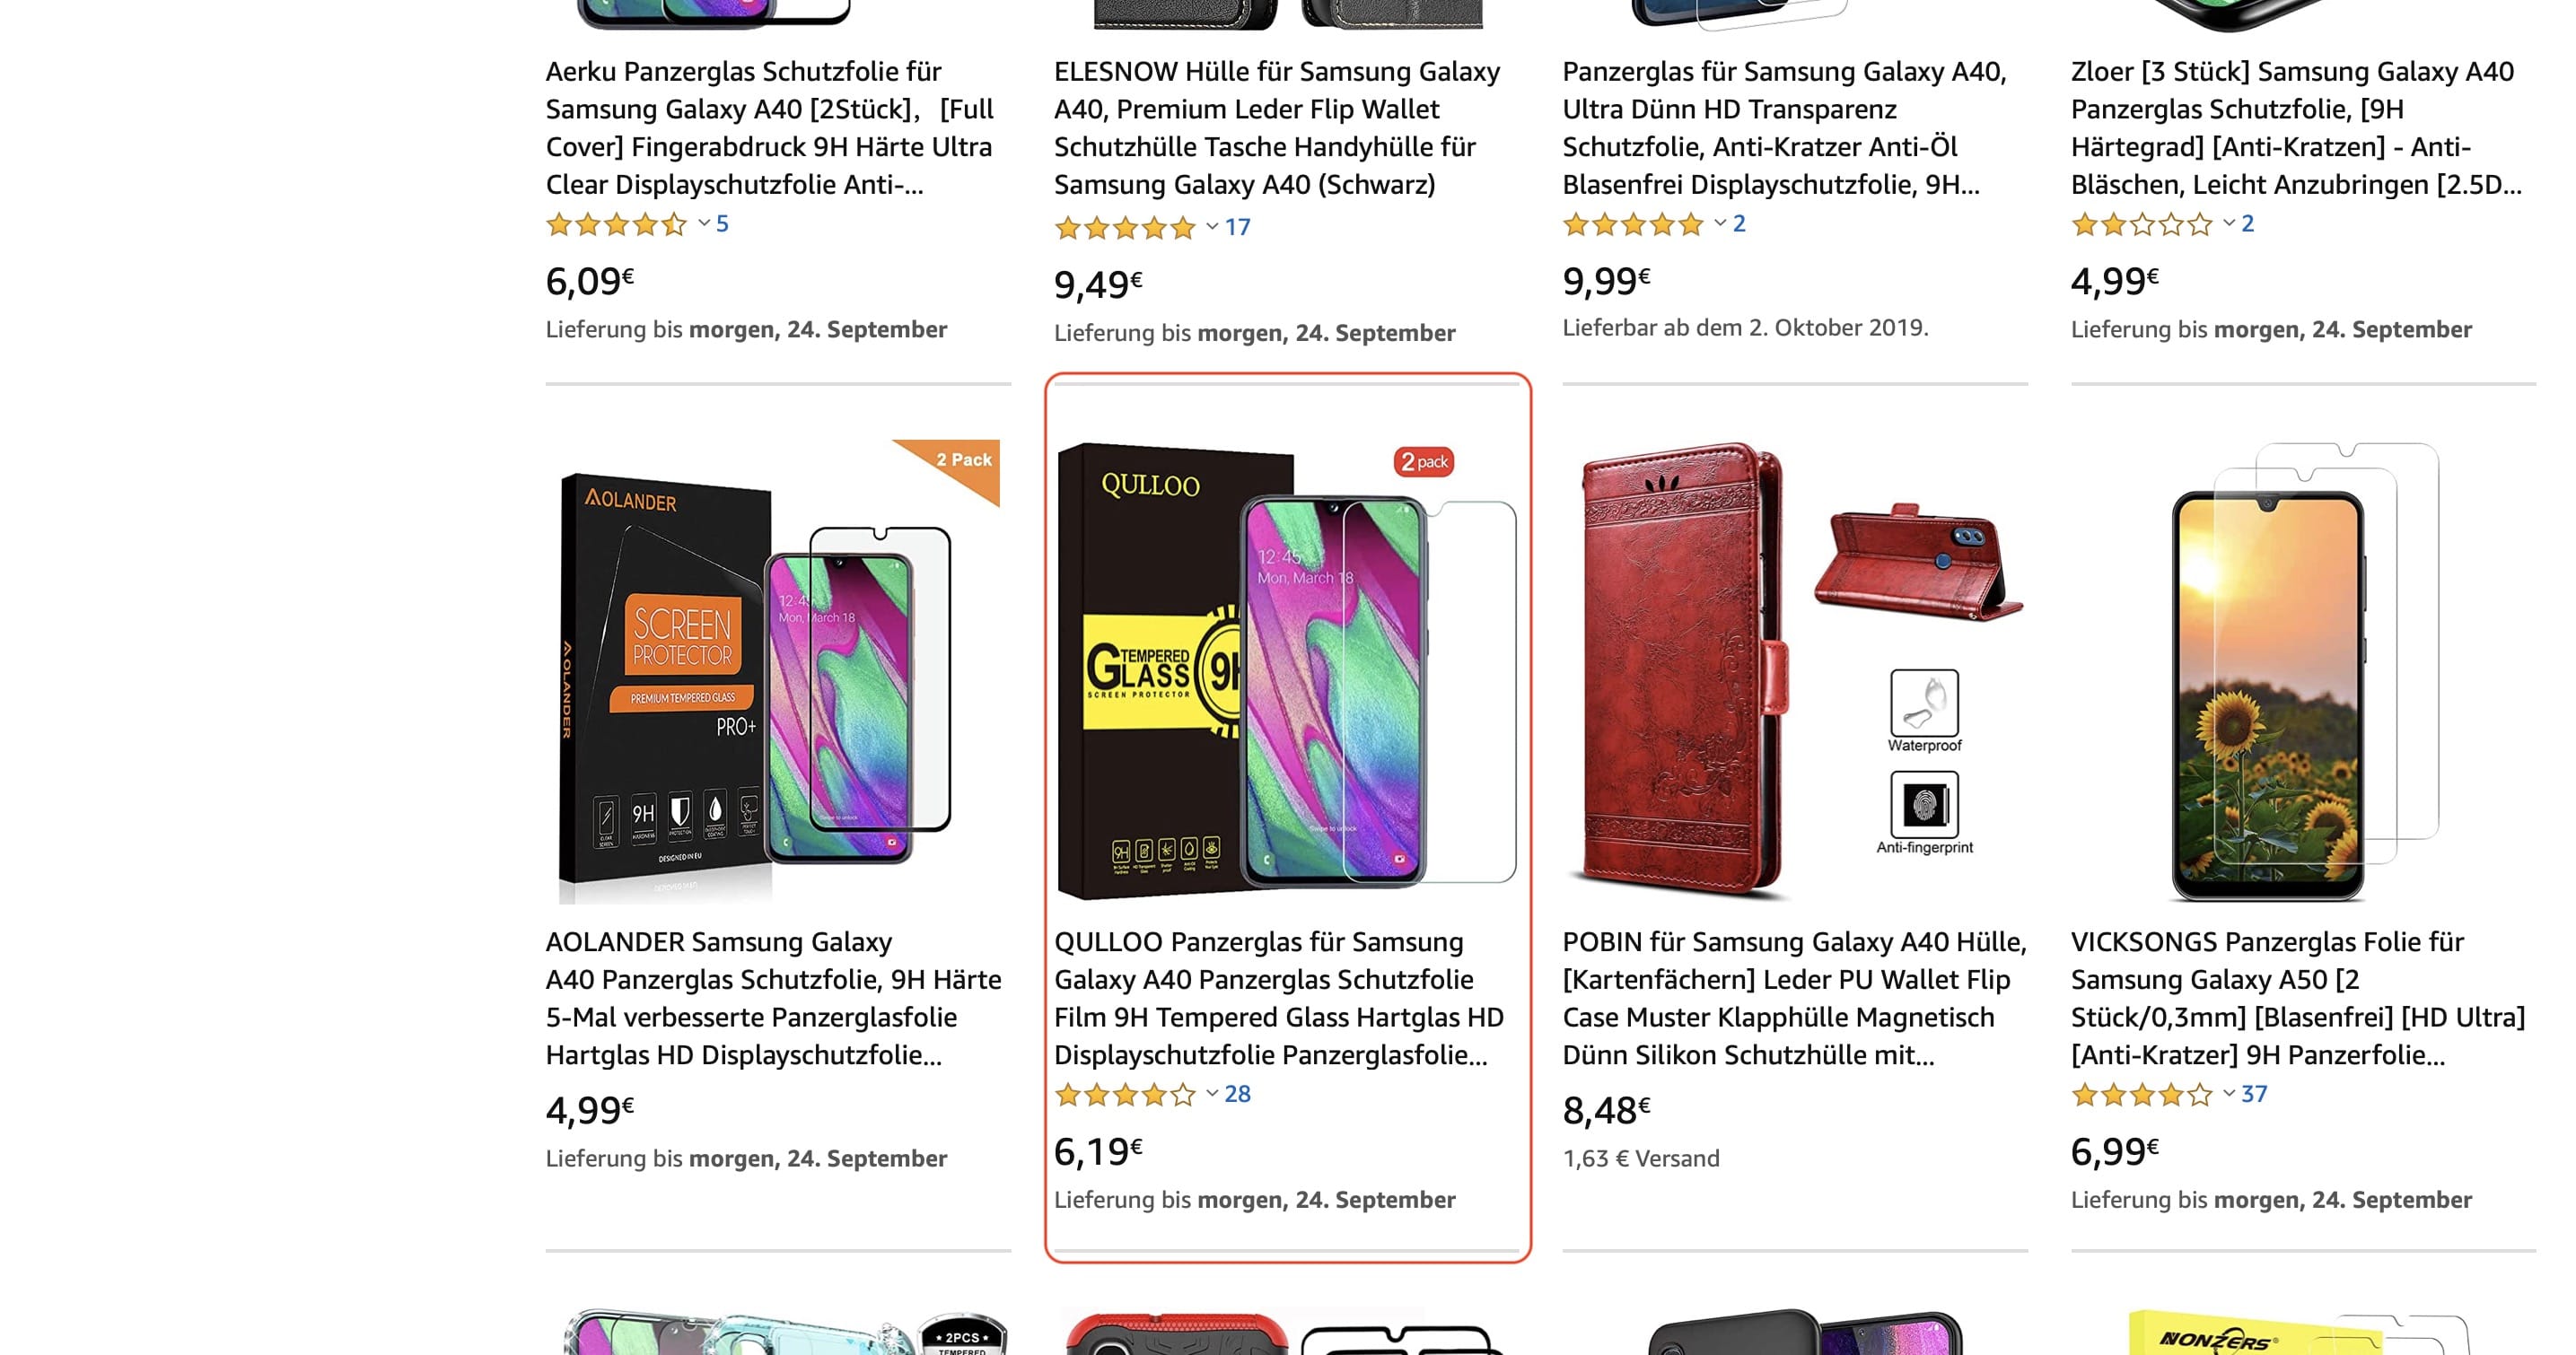 Aerku Panzerglas Schutzfolie für
Samsung Galaxy A40 [2Stück],  [Full
Cover] Fingerabdruck 9H Härte Ultra
Clear Displayschutzfolie Anti-...
5
6,09€
Lieferung bis morgen, 24. September
ELESNOW Hülle für Samsung Galaxy
A40, Premium Leder Flip Wallet
Schutzhülle Tasche Handyhülle für
Samsung Galaxy A40 (Schwarz)
17
9,49€
Lieferung bis morgen, 24. September
Panzerglas für Samsung Galaxy A40,
Ultra Dünn HD Transparenz
Schutzfolie, Anti-Kratzer Anti-Öl
Blasenfrei Displayschutzfolie, 9H...
2
9,99€
Lieferbar ab dem 2. Oktober 2019.
Zloer [3 Stück] Samsung Galaxy A40
Panzerglas Schutzfolie, [9H
Härtegrad] [Anti-Kratzen] - Anti-
Bläschen, Leicht Anzubringen [2.5D...
2
4,99€
Lieferung bis morgen, 24. September
2 Pack
AOLANDER
AOLANDER
SCREEN
PROTECTOR
PREMIUM TEMPERED GLASS
PRO+
9H
DESIGNED IN EU
12:45
Mon, March 18
Swipe to unlock
AOLANDER Samsung Galaxy
A40 Panzerglas Schutzfolie, 9H Härte
5-Mal verbesserte Panzerglasfolie
Hartglas HD Displayschutzfolie...
4,99€
Lieferung bis morgen, 24. September
QULLOO
2 pack
TEMPERED
GLASS
SCREEN PROTECTOR
9H
9H
12:45
Mon, March 18
Swipe to unlock
QULLOO Panzerglas für Samsung
Galaxy A40 Panzerglas Schutzfolie
Film 9H Tempered Glass Hartglas HD
Displayschutzfolie Panzerglasfolie...
28
6,19€
Lieferung bis morgen, 24. September
Waterproof
Anti-fingerprint
POBIN für Samsung Galaxy A40 Hülle,
[Kartenfächern] Leder PU Wallet Flip
Case Muster Klapphülle Magnetisch
Dünn Silikon Schutzhülle mit...
8,48€
1,63 € Versand
VICKSONGS Panzerglas Folie für
Samsung Galaxy A50 [2
Stück/0,3mm] [Blasenfrei] [HD Ultra]
[Anti-Kratzer] 9H Panzerfolie...
37
6,99€
Lieferung bis morgen, 24. September
2PCS
TEMPERED
NONZERS®